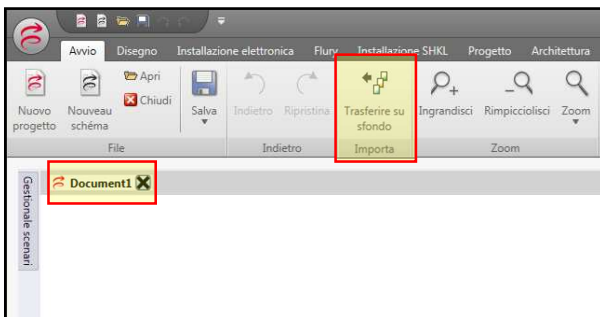 Avvio Disegno Installazione elettronica Flury Installazione SHKL Progetto Architettura
Nuovo progetto
Nouveau schéma
Apri
Chiudi
Salva
Indietro
Ripristina
Trasferire su sfondo
Ingrandisci
Rimpicciolisci
Zoom
File Indietro Importa Zoom
Document1
Gestionale scenari